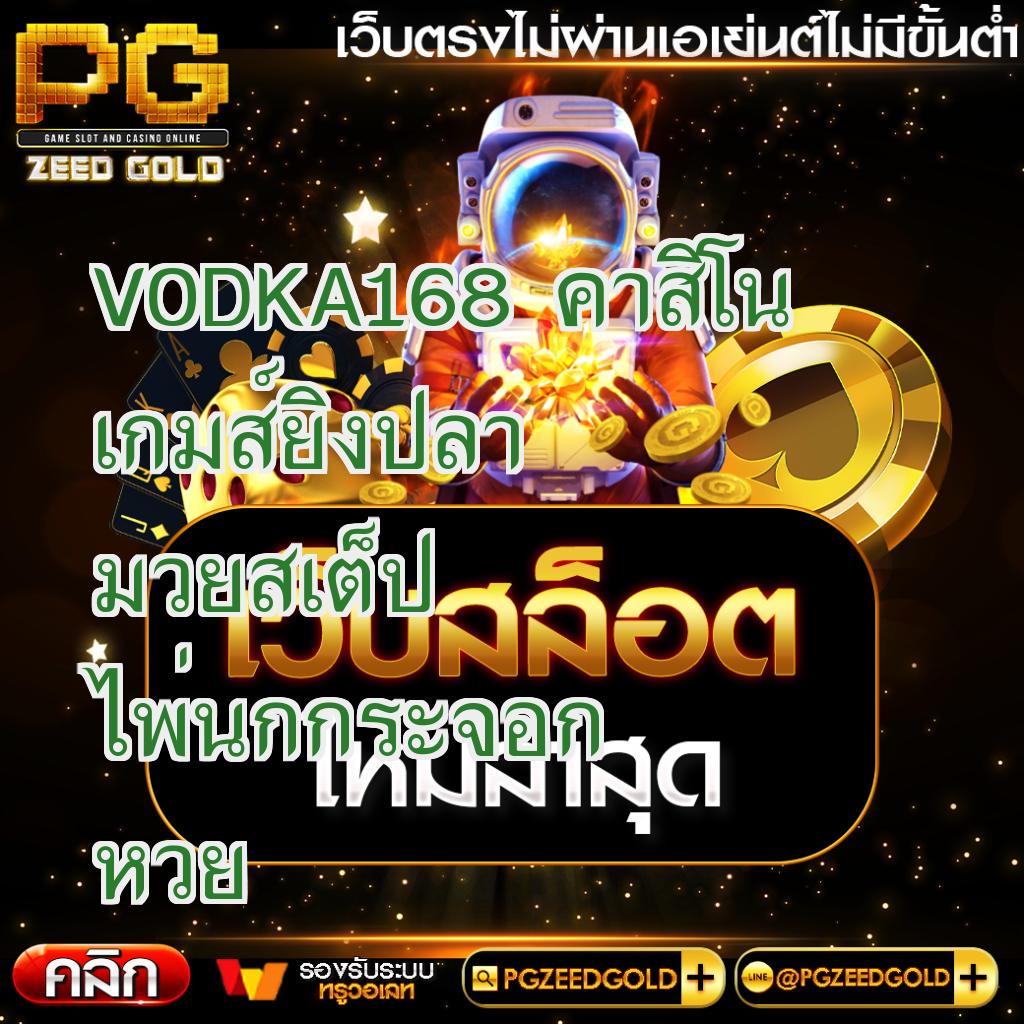 เว็บตรงไม่ผ่านเอเย่นต์ไม่มีขั้นต่ำ
PG
GAME SLOT AND CASINO ONLINE
ZEED GOLD
VODKA168 คาสิโน
เกมส์ยิงปลา
มวยสเต็ป
เว็บสล็อต
ไพ่นกกระจอก
ใหม่ล่าสุด
หวย
คลิก
รองรับระบบ
ทรูวอเลท
PGZEEDGOLD
LINE @PGZEEDGOLD